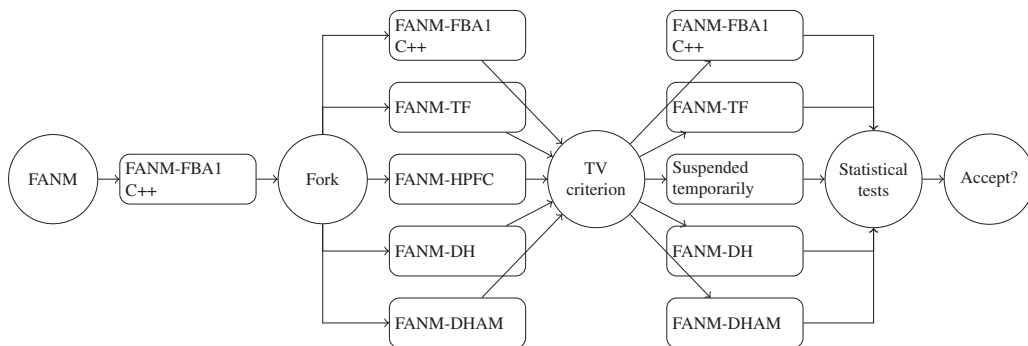 FANM
FANM-FBA1
C++
Fork
FANM-FBA1
C++
FANM-TF
FANM-HPFC
FANM-DH
FANM-DHAM
TV
criterion
FANM-FBA1
C++
FANM-TF
Suspended
temporarily
FANM-DH
FANM-DHAM
Statistical
tests
Accept?